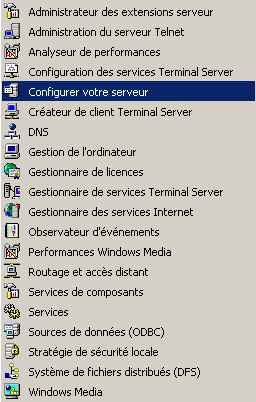 Administrateur des extensions serveur
Administration du serveur Telnet
Analyseur de performances
Configuration des services Terminal Server
Configurer votre serveur
Créateur de client Terminal Server
DNS
Gestion de l'ordinateur
Gestionnaire de licences
Gestionnaire de services Terminal Server
Gestionnaire des services Internet
Observateur d'événements
Performances Windows Media
Routage et accès distant
Services de composants
Services
Sources de données (ODBC)
Stratégie de sécurité locale
Système de fichiers distribués (DFS)
Windows Media